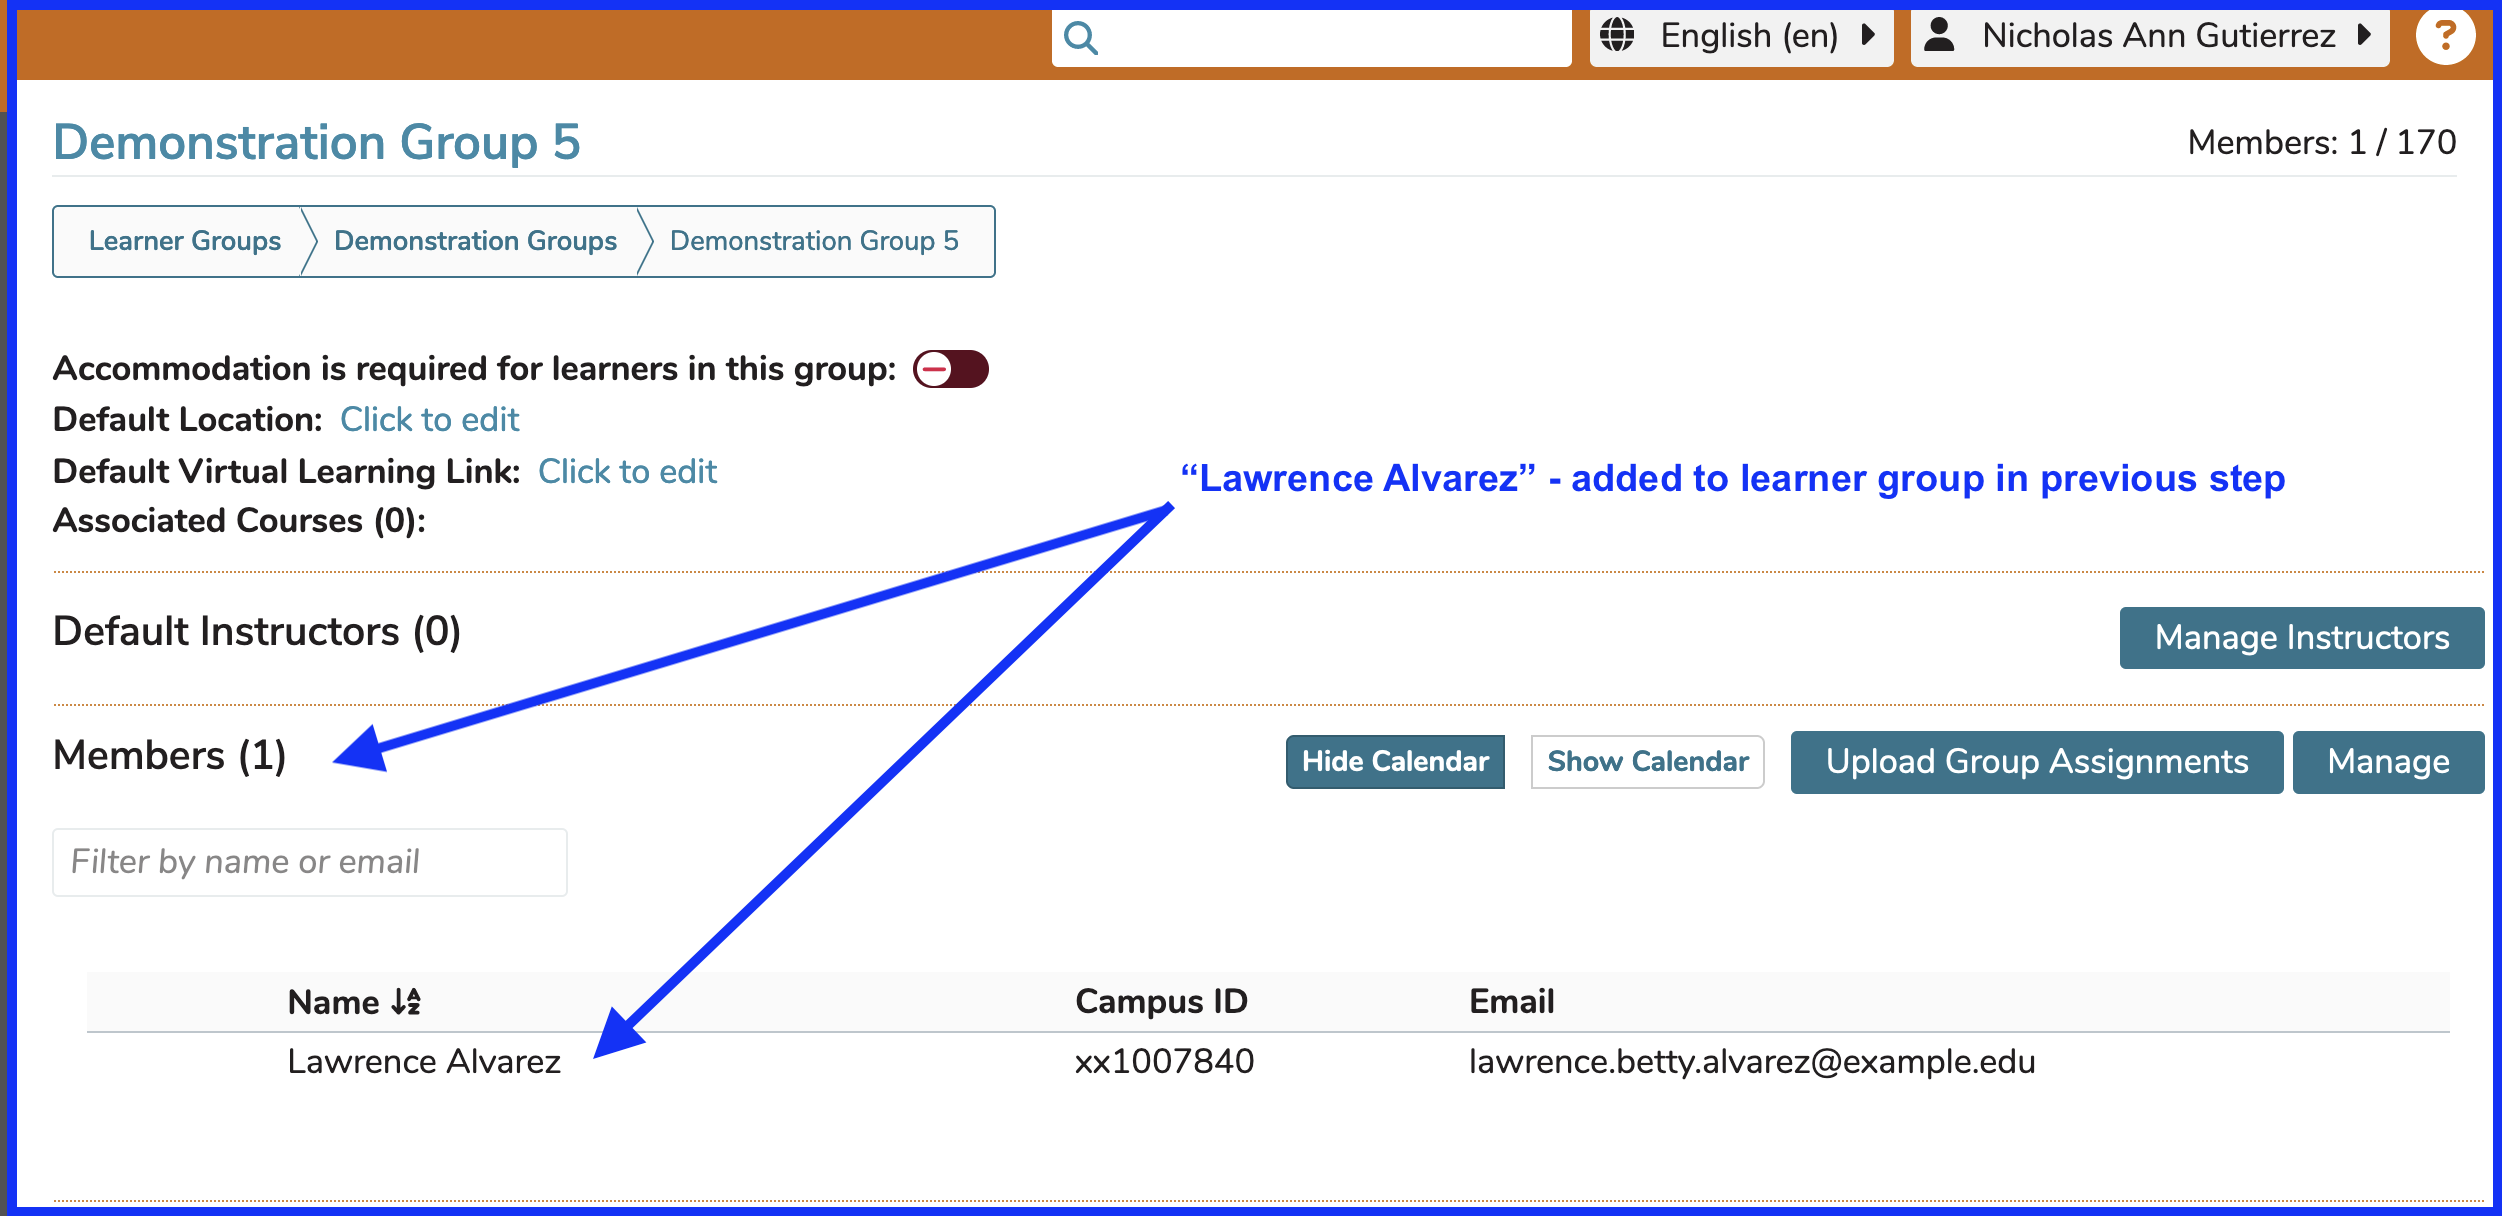 English (en)
Nicholas Ann Gutierrez
?
Demonstration Group 5
Members: 1 / 170
Learner Groups
Demonstration Groups
Demonstration Group 5
Accommodation is required for learners in this group:
Default Location: Click to edit
Default Virtual Learning Link: Click to edit
“Lawrence Alvarez” - added to learner group in previous step
Associated Courses (0):
Default Instructors (0)
Manage Instructors
Members (1)
Hide Calendar
Show Calendar
Upload Group Assignments
Manage
Filter by name or email
Name
Campus ID
Email
Lawrence Alvarez
xx1007840
lawrence.betty.alvarez@example.edu